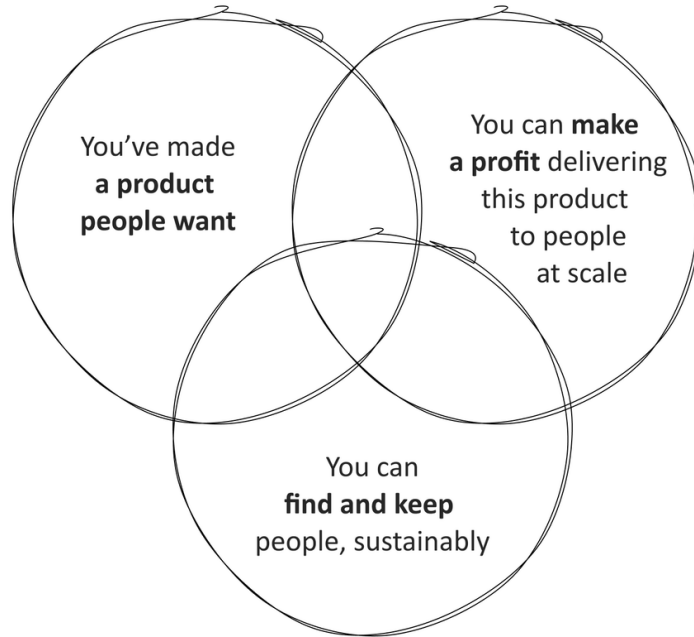 You’ve made
a product
people want
You can make
a profit delivering
this product
to people
at scale
You can
find and keep
people, sustainably